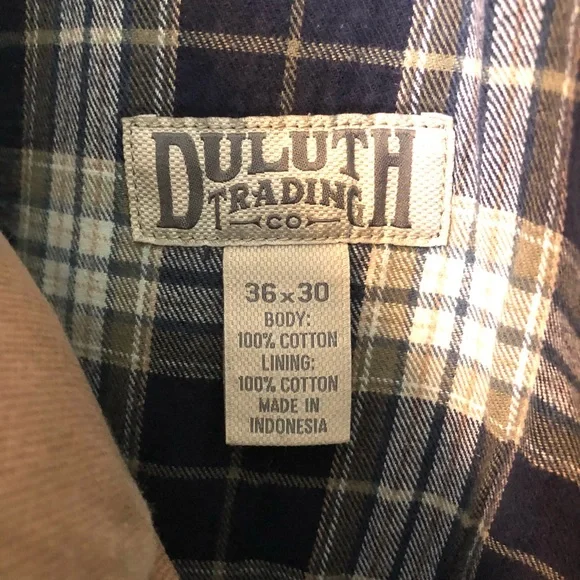 DULUTH
TRADING
CO
36x30
BODY:
100% COTTON
LINING:
100% COTTON
MADE IN
INDONESIA